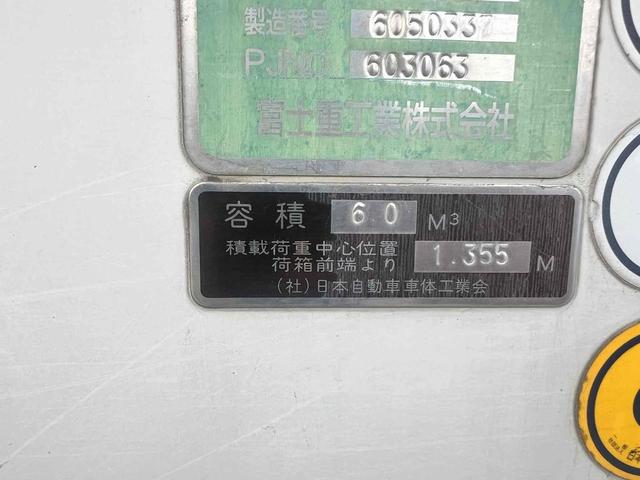 製造番号 6050337
PJNO 603063
富士重工業株式会社
容積 6.0 M³
積載荷重中心位置
荷箱前端より 1.355 M
(社)日本自動車車体工業会